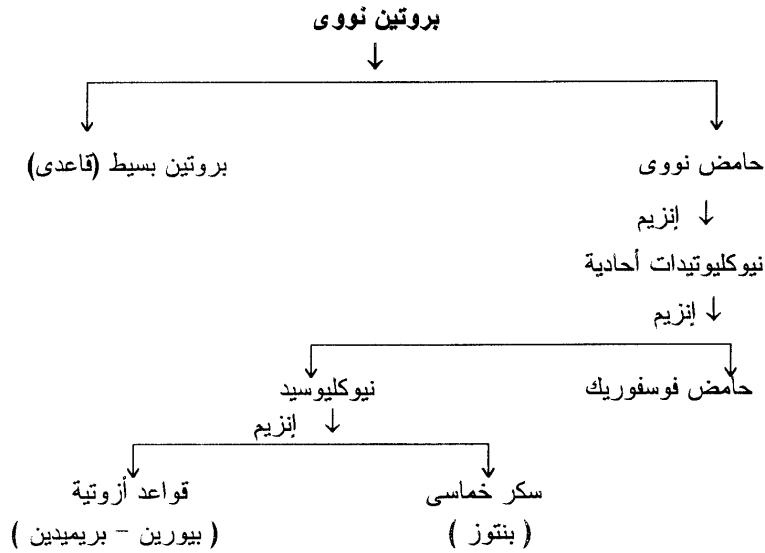 بروتين نووى
حامض نووى
بروتين بسيط (قاعدى)
إنزيم
نيوكليوتيدات أحادية
إنزيم
حامض فوسفوريك
نيوكليوسيد
إنزيم
سكر خماسى
قواعد أزوتية
( بنتوز )
( بيورين - بريميدين )